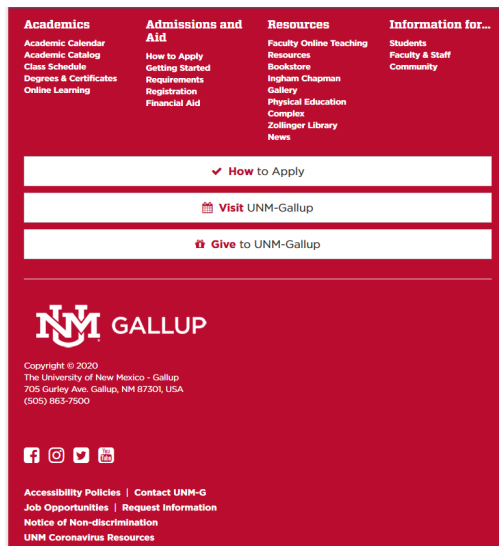 Academics
Academic Calendar
Academic Catalog
Class Schedule
Degrees & Certificates
Online Learning
Admissions and
Aid
How to Apply
Getting Started
Requirements
Registration
Financial Aid
Resources
Faculty Online Teaching
Resources
Bookstore
Ingham Chapman
Gallery
Physical Education
Complex
Zollinger Library
News
Information for...
Students
Faculty & Staff
Community
How to Apply
Visit UNM-Gallup
Give to UNM-Gallup
UNM GALLUP
Copyright © 2020
The University of New Mexico - Gallup
705 Gurley Ave. Gallup, NM 87301, USA
(505) 863-7500
You
Tube
Accessibility Policies | Contact UNM-G
Job Opportunities | Request Information
Notice of Non-discrimination
UNM Coronavirus Resources